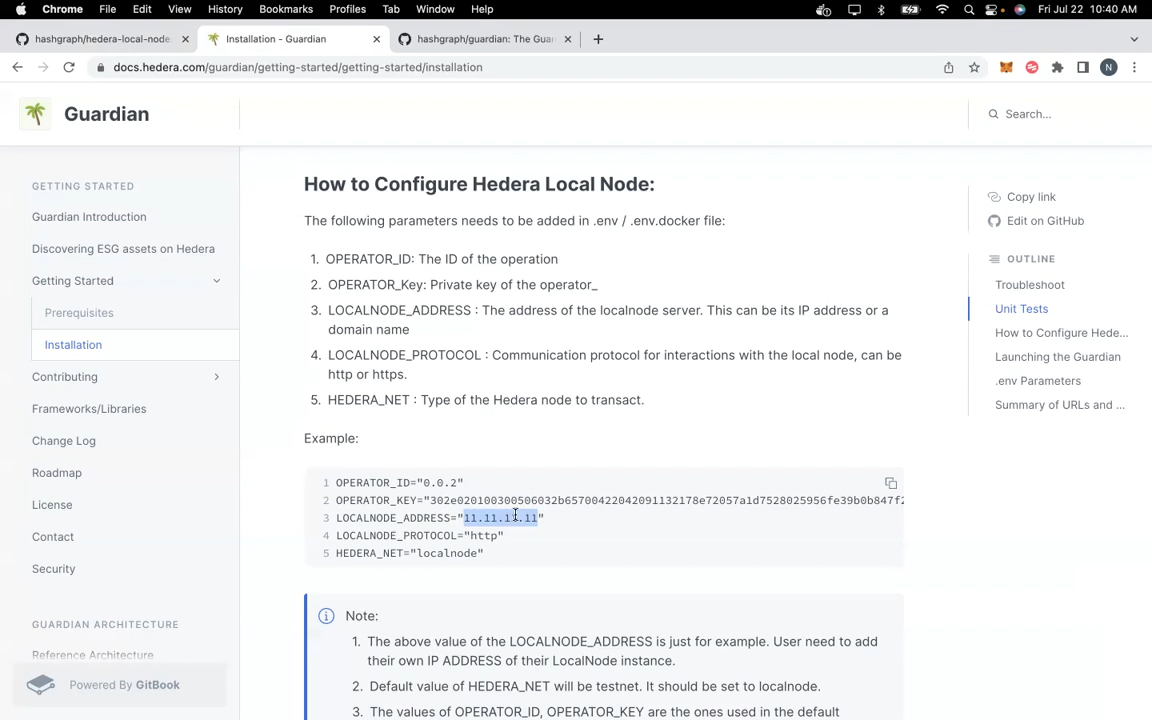 Chrome File Edit View History Bookmarks Profiles Tab Window Help Fri Jul 22 10:40 AM
hashgraph/hedera-local-node: Installation - Guardian hashgraph/guardian: The Guar
docs.hedera.com/guardian/getting-started/getting-started/installation N
Guardian
Search...
GETTING STARTED
Guardian Introduction
Discovering ESG assets on Hedera
Getting Started
Prerequisites
Installation
Contributing
Frameworks/Libraries
Change Log
Roadmap
License
Contact
Security
GUARDIAN ARCHITECTURE
Reference Architecture
Powered By GitBook
How to Configure Hedera Local Node:
The following parameters needs to be added in .env / .env.docker file:
1. OPERATOR_ID: The ID of the operation
2. OPERATOR_Key: Private key of the operator_
3. LOCALNODE_ADDRESS : The address of the localnode server. This can be its IP address or a
domain name
4. LOCALNODE_PROTOCOL : Communication protocol for interactions with the local node, can be
http or https.
5. HEDERA_NET : Type of the Hedera node to transact.
Example:
1 OPERATOR_ID="0.0.2"
2 OPERATOR_KEY="302e020100300506032b65700422042091132178e72057a1d7528025956fe39b0b847f2
3 LOCALNODE_ADDRESS="11.11.11.11"
4 LOCALNODE_PROTOCOL="http"
5 HEDERA_NET="localnode"
Note:
1. The above value of the LOCALNODE_ADDRESS is just for example. User need to add
their own IP ADDRESS of their LocalNode instance.
2. Default value of HEDERA_NET will be testnet. It should be set to localnode.
3. The values of OPERATOR_ID, OPERATOR_KEY are the ones used in the default
Copy link
Edit on GitHub
OUTLINE
Troubleshoot
Unit Tests
How to Configure Hede...
Launching the Guardian
.env Parameters
Summary of URLs and ...